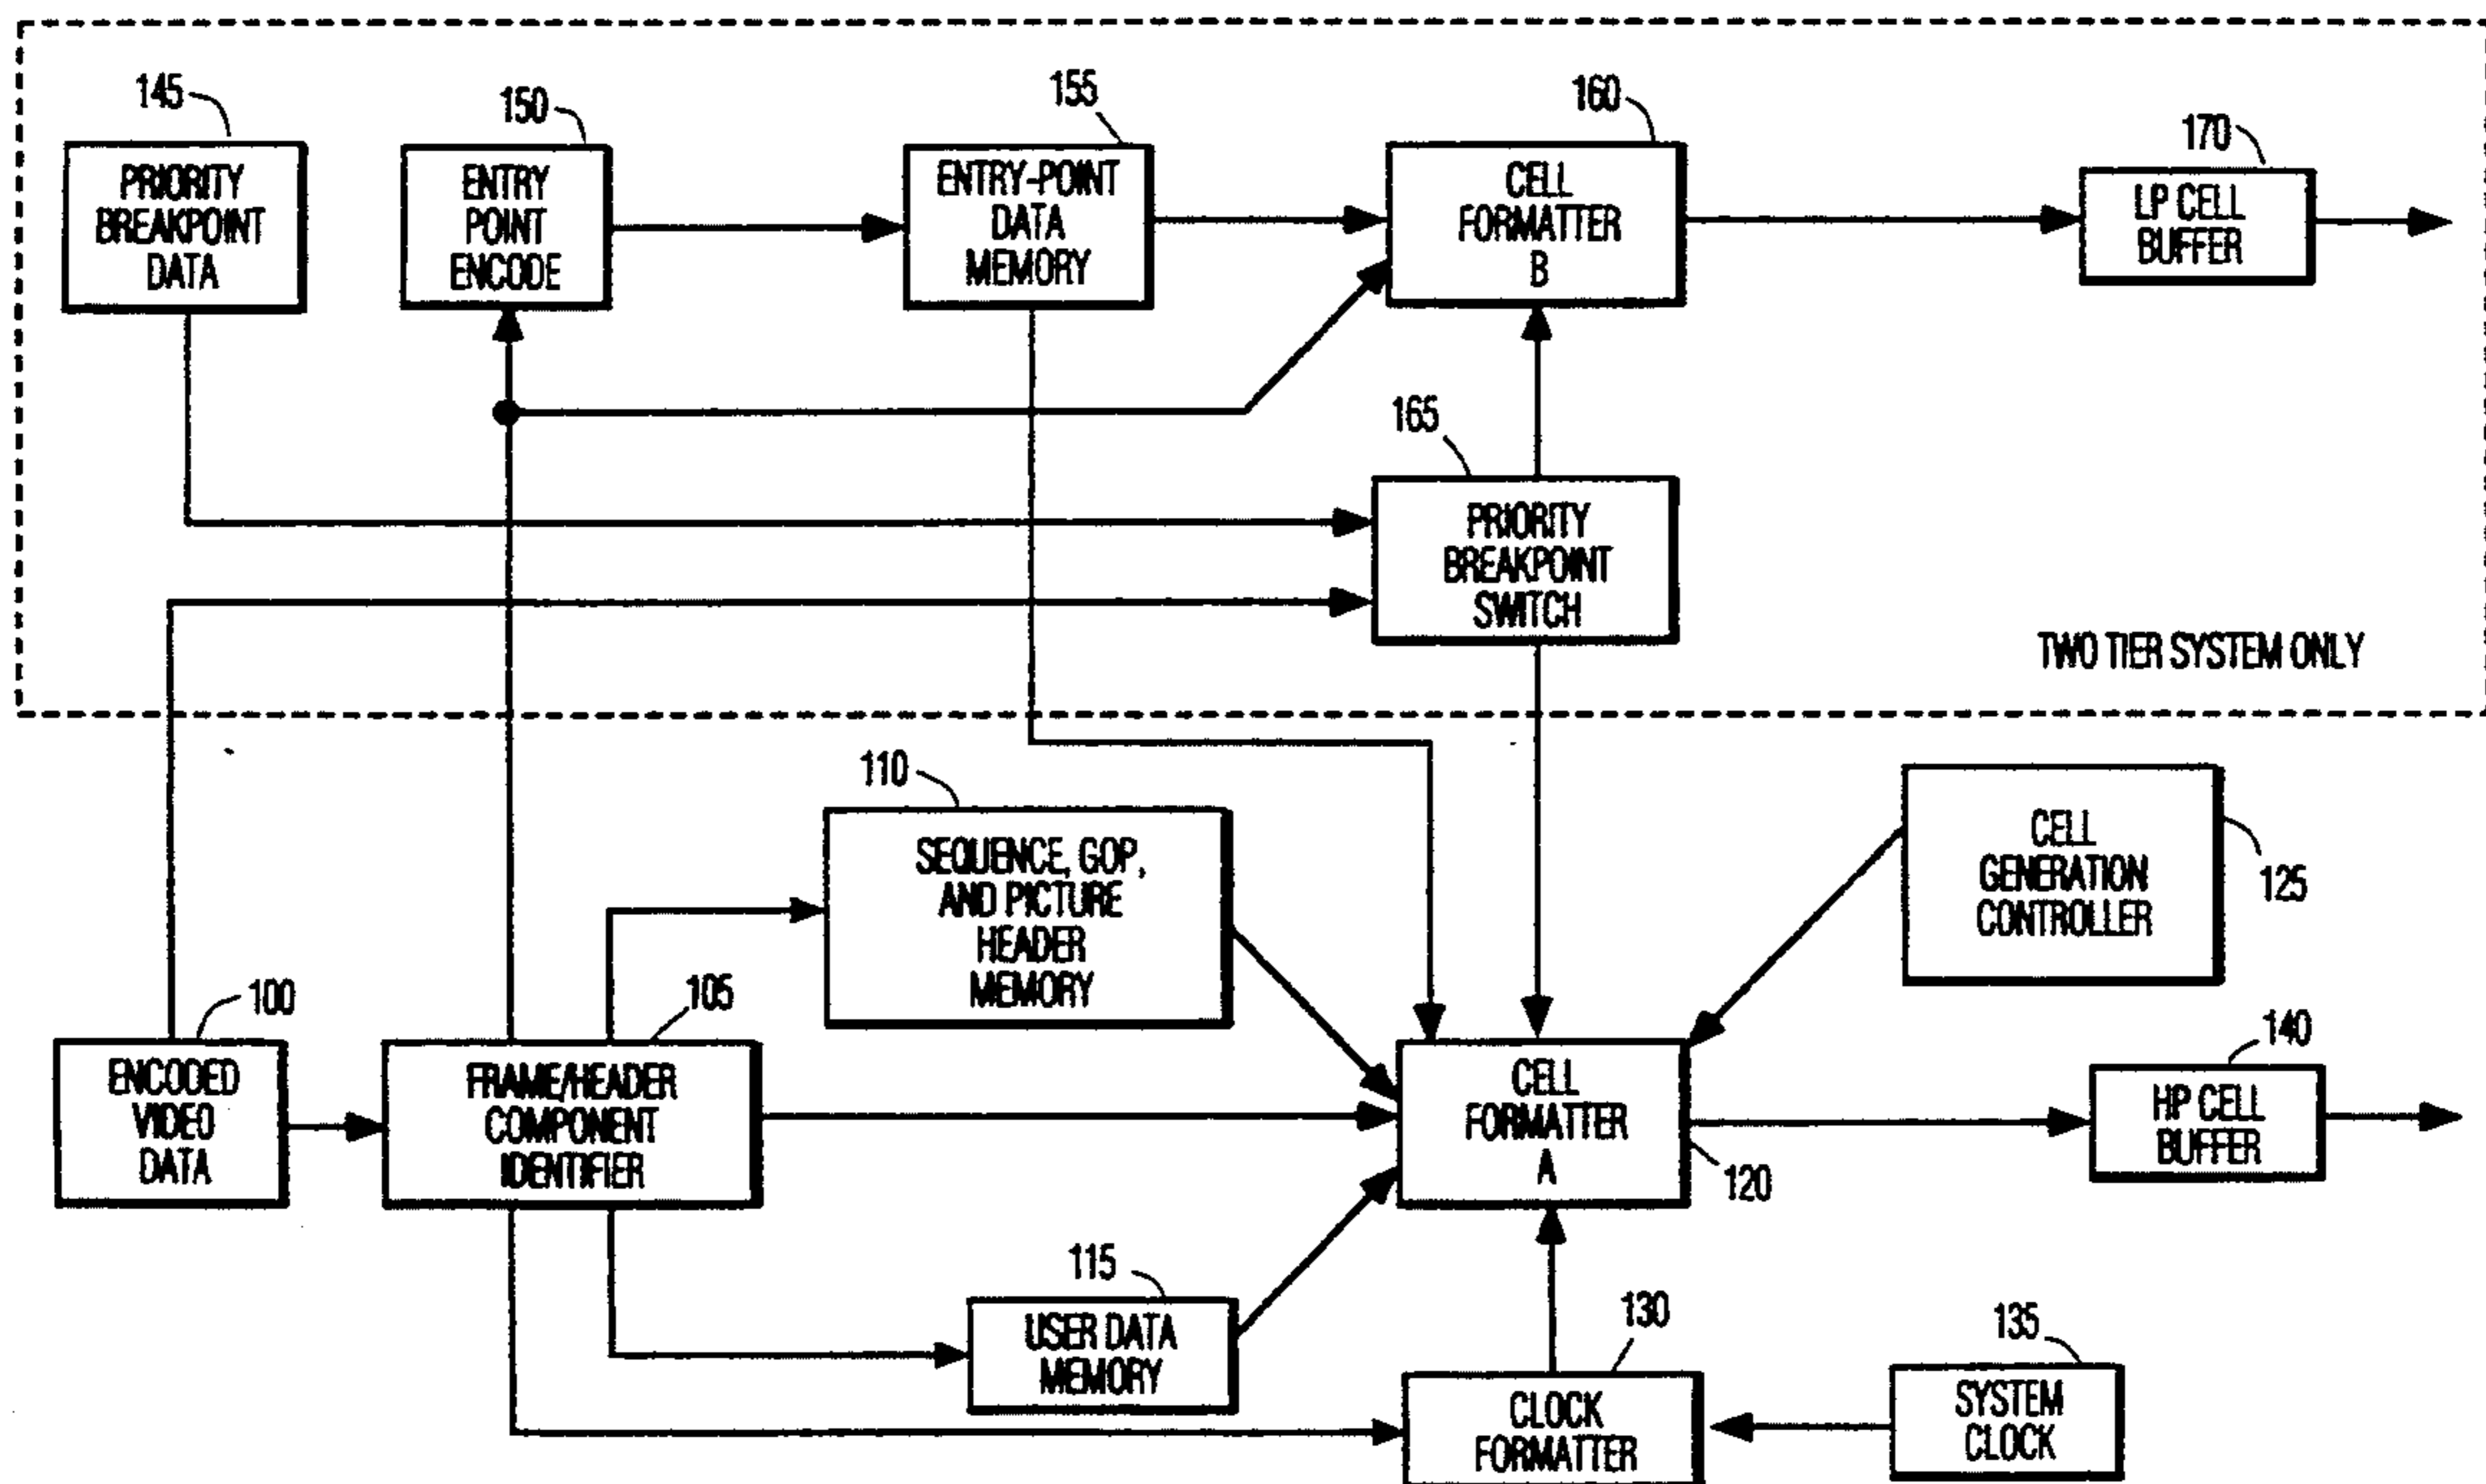 145
PRIORITY
BREAKPOINT
DATA
150
ENTRY
POINT
ENCODE
155
ENTRY-POINT
DATA
MEMORY
160
CELL
FORMATTER
B
170
LP CELL
BUFFER
165
PRIORITY
BREAKPOINT
SWITCH
TWO TIER SYSTEM ONLY
110
SEQUENCE, GOP,
AND PICTURE
HEADER
MEMORY
CELL
GENERATION
CONTROLLER
125
100
ENCODED
VIDEO
DATA
105
FRAME/HEADER
COMPONENT
IDENTIFIER
CELL
FORMATTER
A
120
140
HP CELL
BUFFER
115
USER DATA
MEMORY
130
CLOCK
FORMATTER
135
SYSTEM
CLOCK